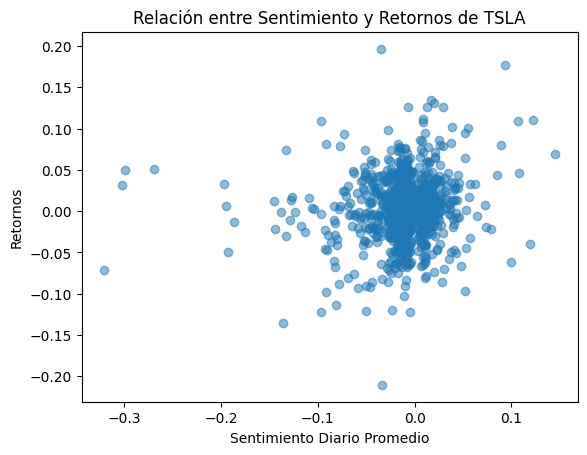 Relación entre Sentimiento y Retornos de TSLA
Retornos
0.20
0.15
0.10
0.05
0.00
−0.05
−0.10
−0.15
−0.20
−0.3 −0.2 −0.1 0.0 0.1
Sentimiento Diario Promedio